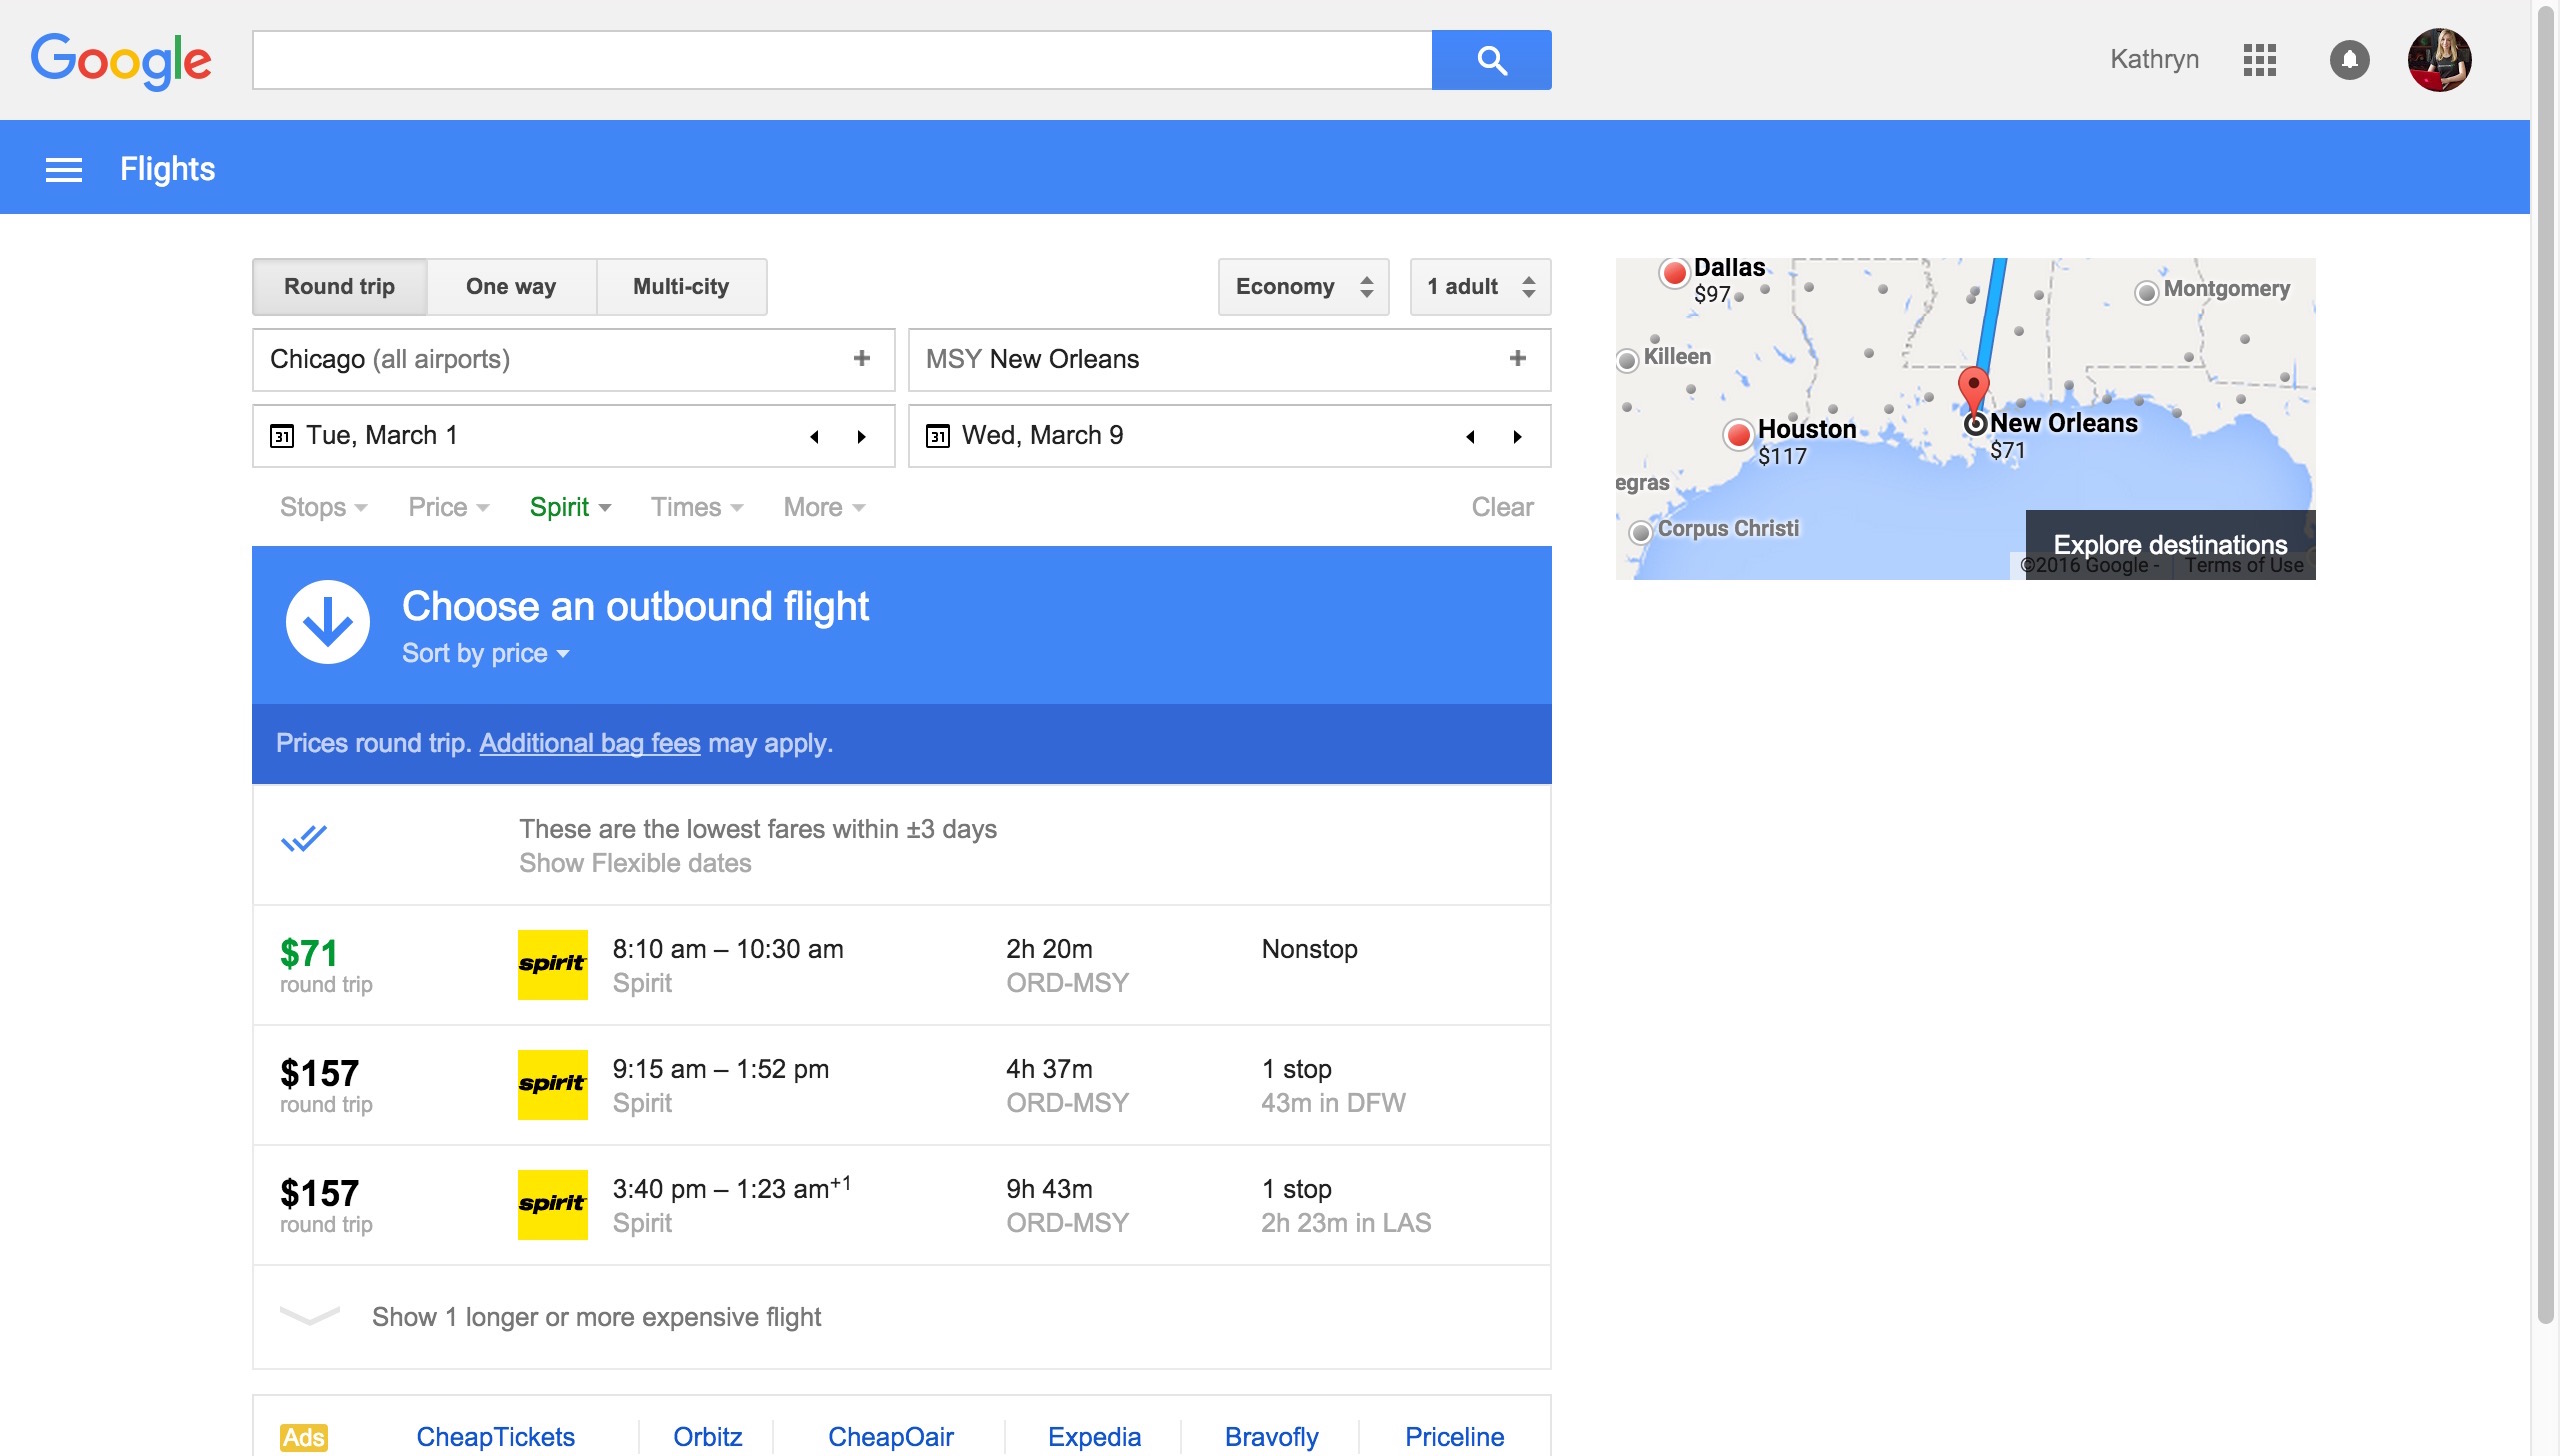 Google
Kathryn
Flights
Round trip
One way
Multi-city
Economy
1 adult
Chicago (all airports)
MSY New Orleans
31 Tue, March 1
31 Wed, March 9
Stops
Price
Spirit
Times
More
Clear
Choose an outbound flight
Sort by price
Prices round trip. Additional bag fees may apply.
These are the lowest fares within ±3 days
Show Flexible dates
$71
round trip
spirit
8:10 am – 10:30 am
Spirit
2h 20m
ORD-MSY
Nonstop
$157
round trip
spirit
9:15 am – 1:52 pm
Spirit
4h 37m
ORD-MSY
1 stop
43m in DFW
$157
round trip
spirit
3:40 pm – 1:23 am+1
Spirit
9h 43m
ORD-MSY
1 stop
2h 23m in LAS
Show 1 longer or more expensive flight
Ads
CheapTickets
Orbitz
CheapOair
Expedia
Bravofly
Priceline
Dallas
$97
Montgomery
Killeen
Houston
$117
New Orleans
$71
egras
Corpus Christi
Explore destinations
©2016 Google - Terms of Use